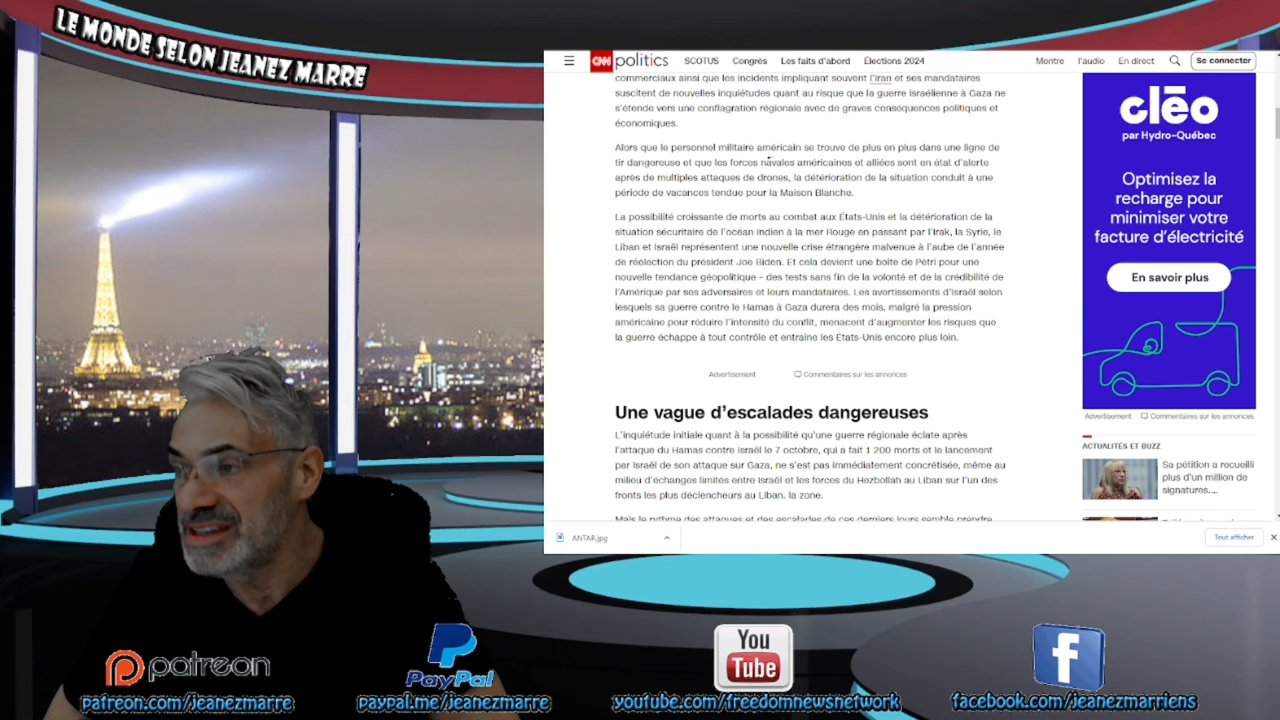 LE MONDE SELON JEANEZ MARRE
CNN politics SCOTUS Congrès Les faits d'abord Élections 2024 Montre l'audio En direct Se connecter
commerciaux ainsi que les incidents impliquant souvent l'Iran et ses mandataires
suscitent de nouvelles inquiétudes quant au risque que la guerre israélienne à Gaza ne
s'étende vers une conflagration régionale avec de graves conséquences politiques et
économiques.
Alors que le personnel militaire américain se trouve de plus en plus dans une ligne de
tir dangereuse et que les forces navales américaines et alliées sont en état d'alerte
après de multiples attaques de drones, la détérioration de la situation conduit à une
période de vacances tendue pour la Maison Blanche.
La possibilité croissante de morts au combat aux États-Unis et la détérioration de la
situation sécuritaire de l'océan Indien à la mer Rouge en passant par l'Irak, la Syrie, le
Liban et Israël représentent une nouvelle crise étrangère malvenue à l'aube de l'année
de réélection du président Joe Biden. Et cela devient une boîte de Pétri pour une
nouvelle tendance géopolitique – des tests sans fin de la volonté et de la crédibilité de
l'Amérique par ses adversaires et leurs mandataires. Les avertissements d'Israël selon
lesquels sa guerre contre le Hamas à Gaza durera des mois, malgré la pression
américaine pour réduire l'intensité du conflit, menacent d'augmenter les risques que
la guerre échappe à tout contrôle et entraîne les États-Unis encore plus loin.
Advertisement Commentaires sur les annonces
Une vague d'escalades dangereuses
L'inquiétude initiale quant à la possibilité qu'une guerre régionale éclate après
l'attaque du Hamas contre Israël le 7 octobre, qui a fait 1 200 morts et le lancement
par Israël de son attaque sur Gaza, ne s'est pas immédiatement concrétisée, même au
milieu d'échanges limités entre Israël et les forces du Hezbollah au Liban sur l'un des
fronts les plus déclencheurs au Liban. la zone.
Mais le rythme des attaques et des escalades de ces derniers jours semble prendre
cléo
par Hydro-Québec
Optimisez la
recharge pour
minimiser votre
facture d'électricité
En savoir plus
Advertisement Commentaires sur les annonces
ACTUALITÉS ET BUZZ
Sa pétition a recueilli
plus d'un million de
signatures....
ANTAR.jpg
Tout afficher
patreon
patreon.com/jeanezmarre
PayPal
paypal.me/jeanezmarre
You
Tube
youtube.com/freedomnewsnetwork
f
facebook.com/jeanezmarriens